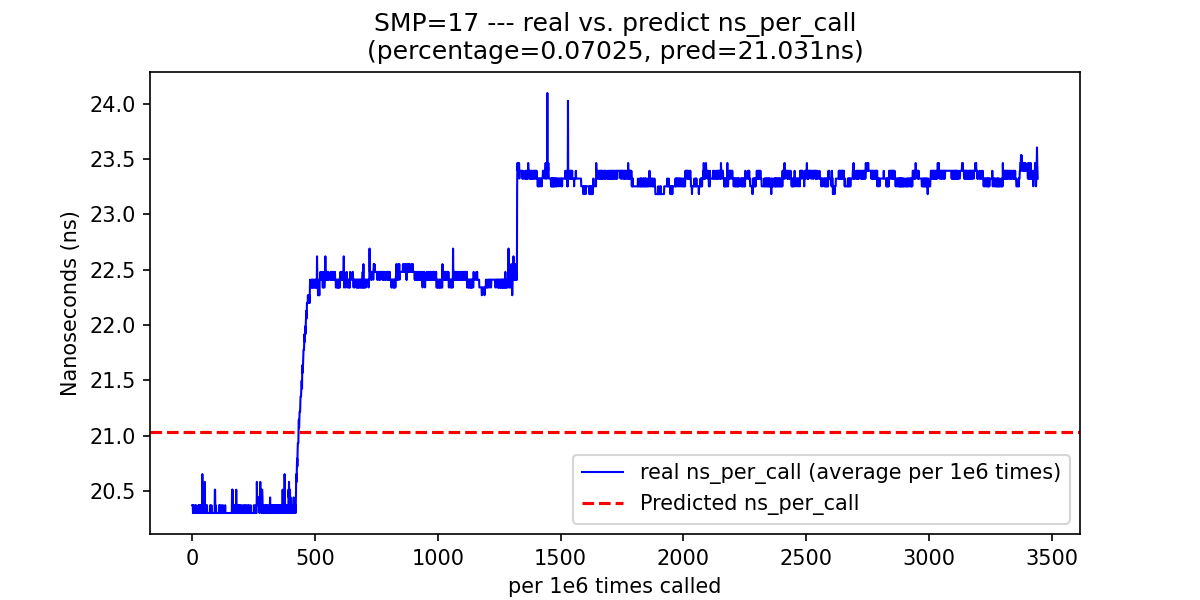 SMP=17 --- real vs. predict ns_per_call
(percentage=0.07025, pred=21.031ns)
Nanoseconds (ns)
24.0
23.5
23.0
22.5
22.0
21.5
21.0
20.5
real ns_per_call (average per 1e6 times)
Predicted ns_per_call
0 500 1000 1500 2000 2500 3000 3500
per 1e6 times called